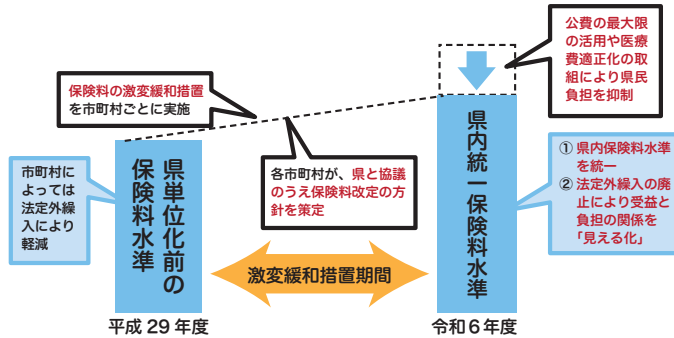 公費の最大限
の活用や医療
費適正化の取
組により県民
負担を抑制
保険料の激変緩和措置
を市町村ごとに実施
市町村に
よっては
法定外繰
入により
軽減
県単位化前の
保険料水準
各市町村が、県と協議
のうえ保険料改定の方
針を策定
県内統一保険料水準
① 県内保険料水準
を統一
② 法定外繰入の廃
止により受益と
負担の関係を
「見える化」
激変緩和措置期間
平成 29 年度
令和６年度